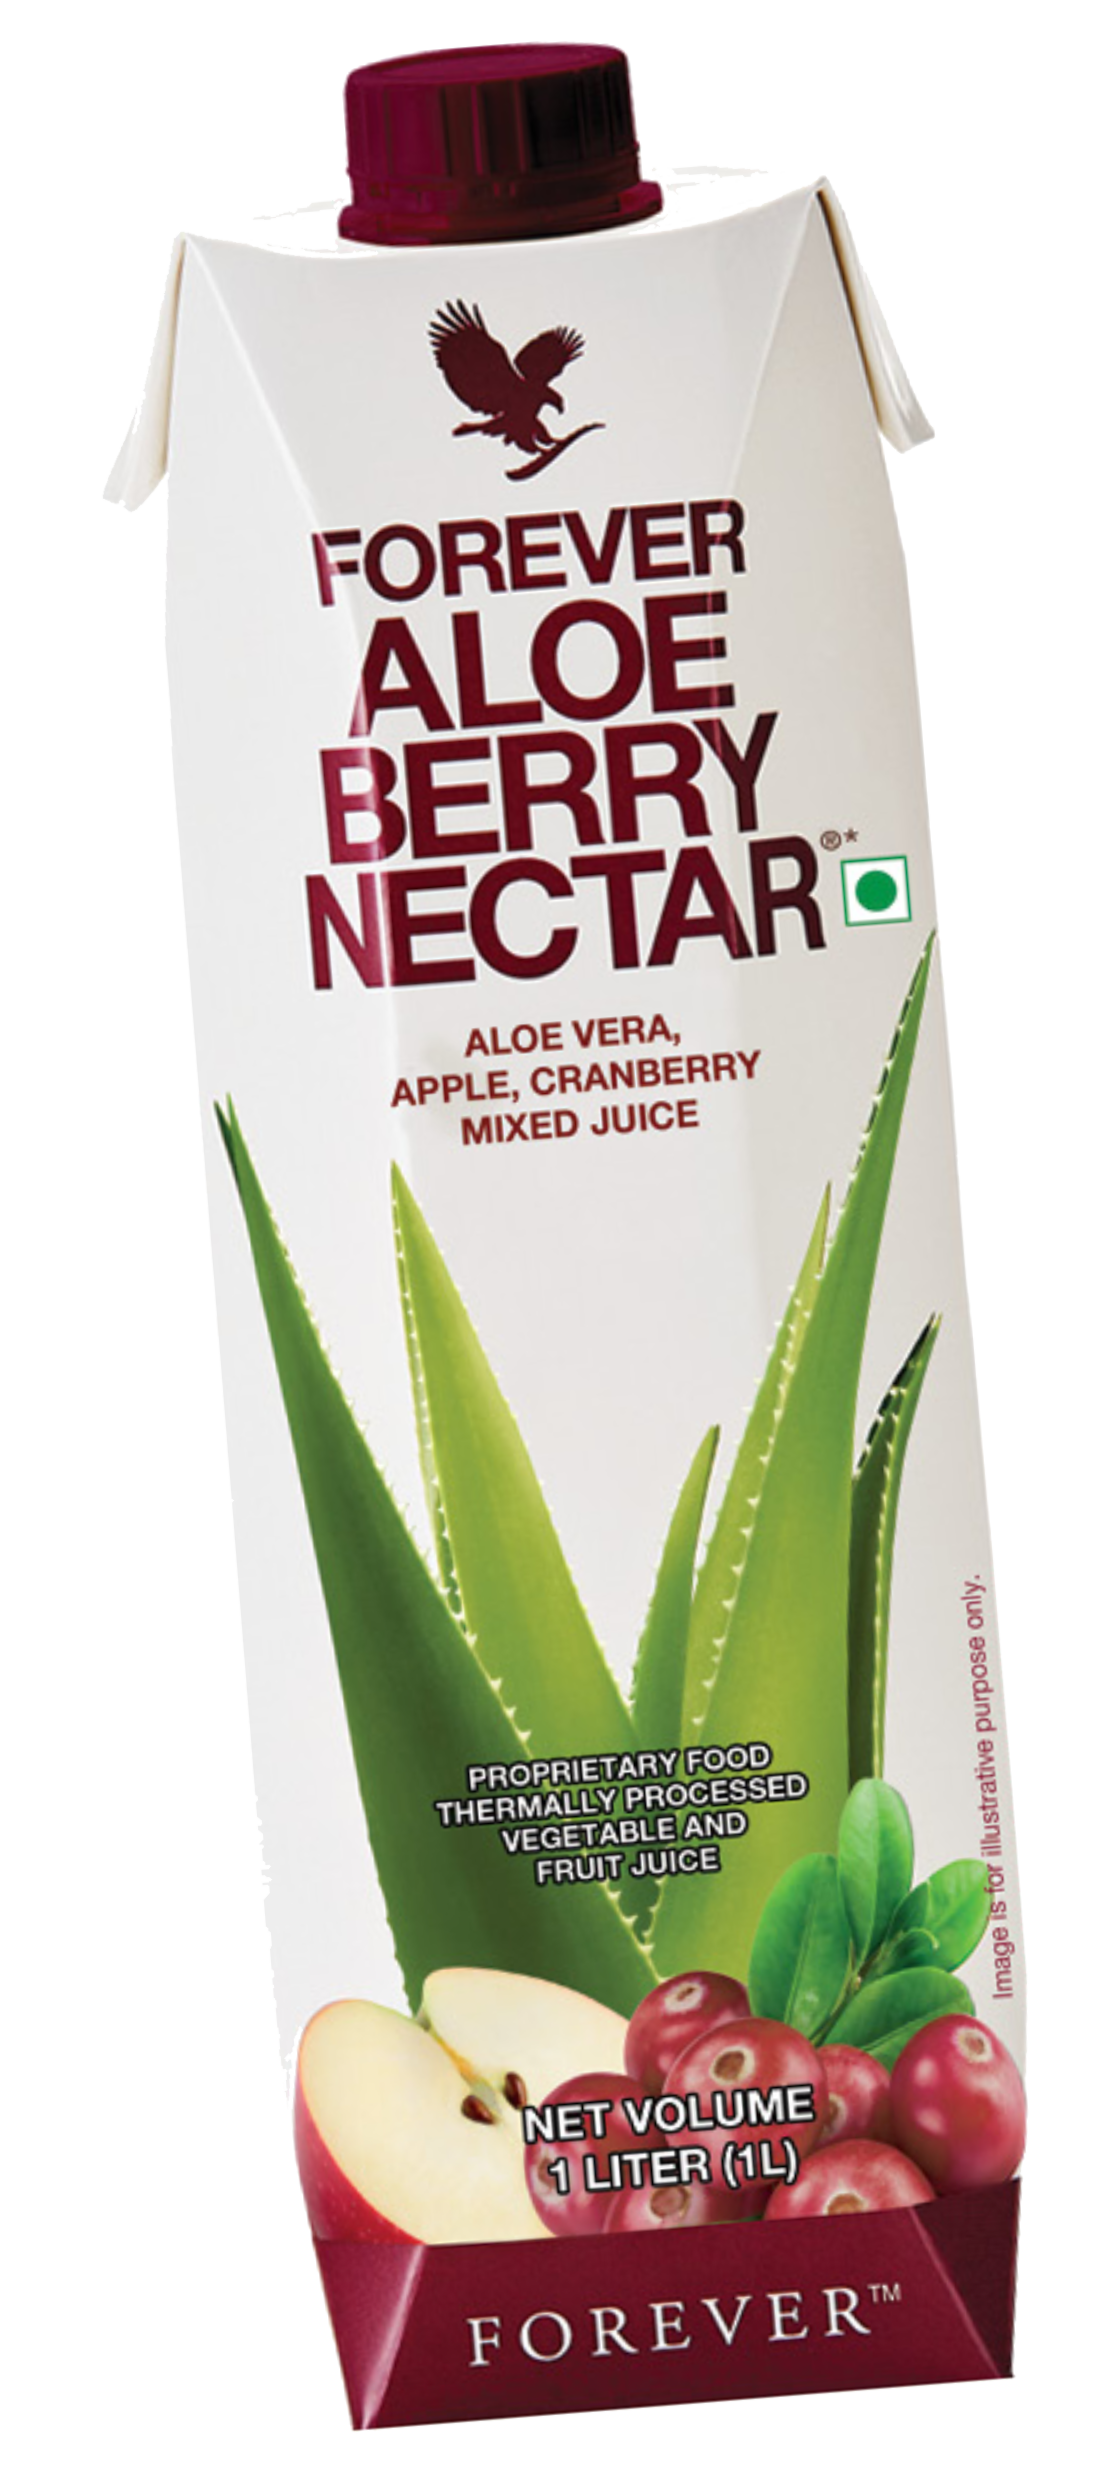 FOREVER
ALOE
BERRY
NECTAR®*
ALOE VERA,
APPLE, CRANBERRY
MIXED JUICE
Image is for illustrative purpose only.
PROPRIETARY FOOD
THERMALLY PROCESSED
VEGETABLE AND
FRUIT JUICE
NET VOLUME
1 LITER (1L)
FOREVER™